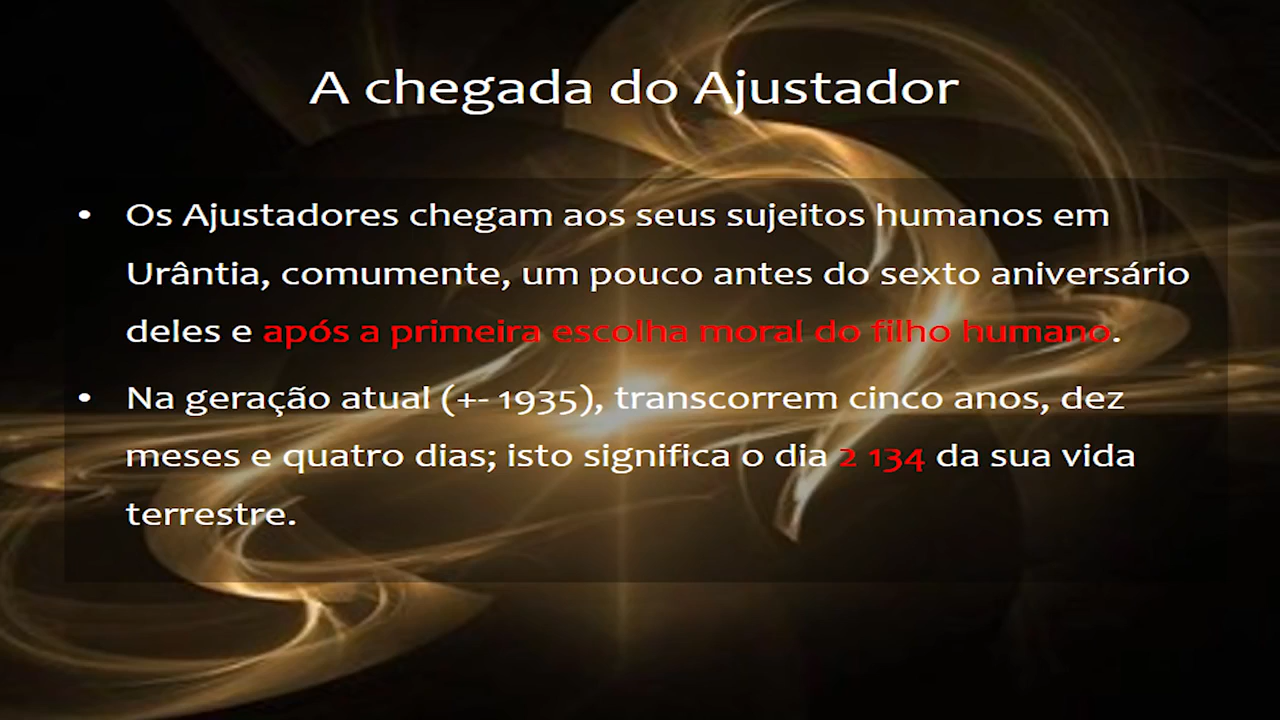 A chegada do Ajustador
• Os Ajustadores chegam aos seus sujeitos humanos em
Urântia, comumente, um pouco antes do sexto aniversário
deles e após a primeira escolha moral do filho humano.
• Na geração atual (+- 1935), transcorrem cinco anos, dez
meses e quatro dias; isto significa o dia 2 134 da sua vida
terrestre.